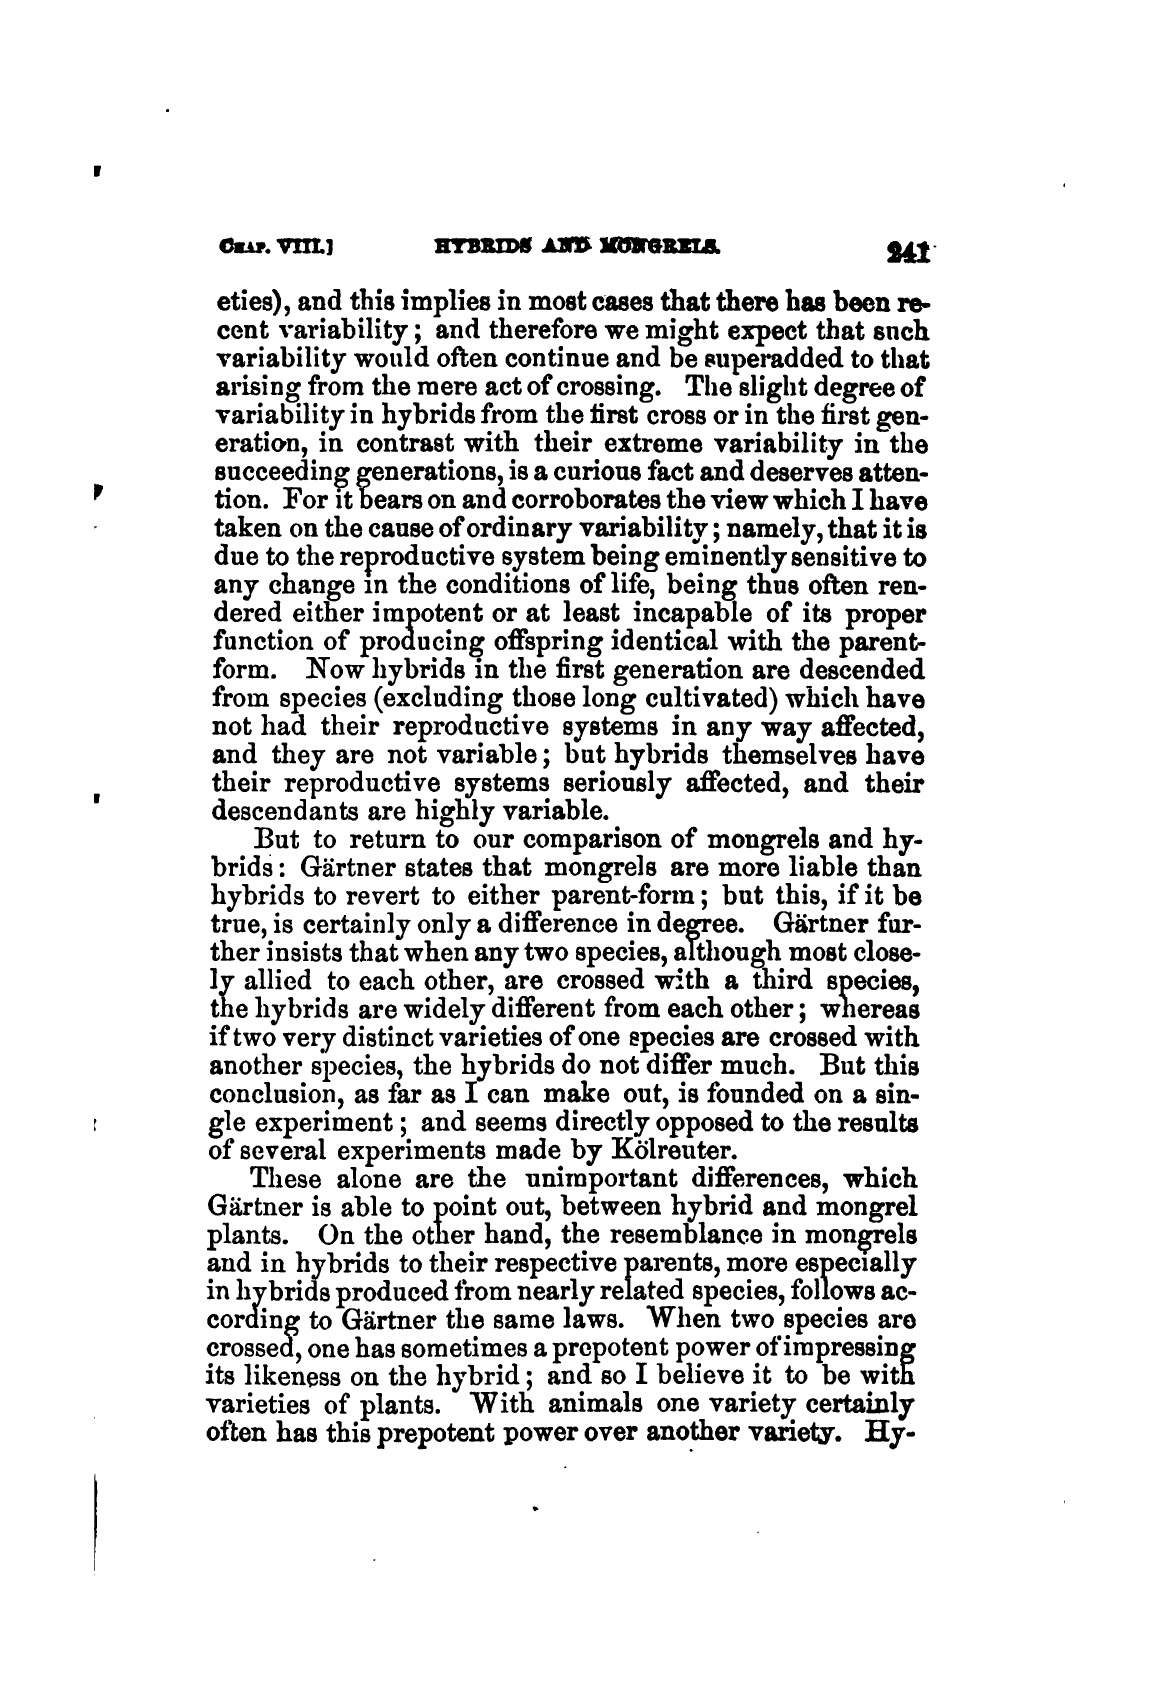 CHAP. VIII.] HYBRIDS AND MONGRELS. 241
eties), and this implies in most cases that there has been re-
cent variability; and therefore we might expect that such
variability would often continue and be superadded to that
arising from the mere act of crossing. The slight degree of
variability in hybrids from the first cross or in the first gen-
eration, in contrast with their extreme variability in the
succeeding generations, is a curious fact and deserves atten-
tion. For it bears on and corroborates the view which I have
taken on the cause of ordinary variability; namely, that it is
due to the reproductive system being eminently sensitive to
any change in the conditions of life, being thus often ren-
dered either impotent or at least incapable of its proper
function of producing offspring identical with the parent-
form. Now hybrids in the first generation are descended
from species (excluding those long cultivated) which have
not had their reproductive systems in any way affected,
and they are not variable; but hybrids themselves have
their reproductive systems seriously affected, and their
descendants are highly variable.
But to return to our comparison of mongrels and hy-
brids: Gärtner states that mongrels are more liable than
hybrids to revert to either parent-form; but this, if it be
true, is certainly only a difference in degree. Gärtner fur-
ther insists that when any two species, although most close-
ly allied to each other, are crossed with a third species,
the hybrids are widely different from each other; whereas
if two very distinct varieties of one species are crossed with
another species, the hybrids do not differ much. But this
conclusion, as far as I can make out, is founded on a sin-
gle experiment; and seems directly opposed to the results
of several experiments made by Kölreuter.
These alone are the unimportant differences, which
Gärtner is able to point out, between hybrid and mongrel
plants. On the other hand, the resemblance in mongrels
and in hybrids to their respective parents, more especially
in hybrids produced from nearly related species, follows ac-
cording to Gärtner the same laws. When two species are
crossed, one has sometimes a prepotent power of impressing
its likeness on the hybrid; and so I believe it to be with
varieties of plants. With animals one variety certainly
often has this prepotent power over another variety. Hy-